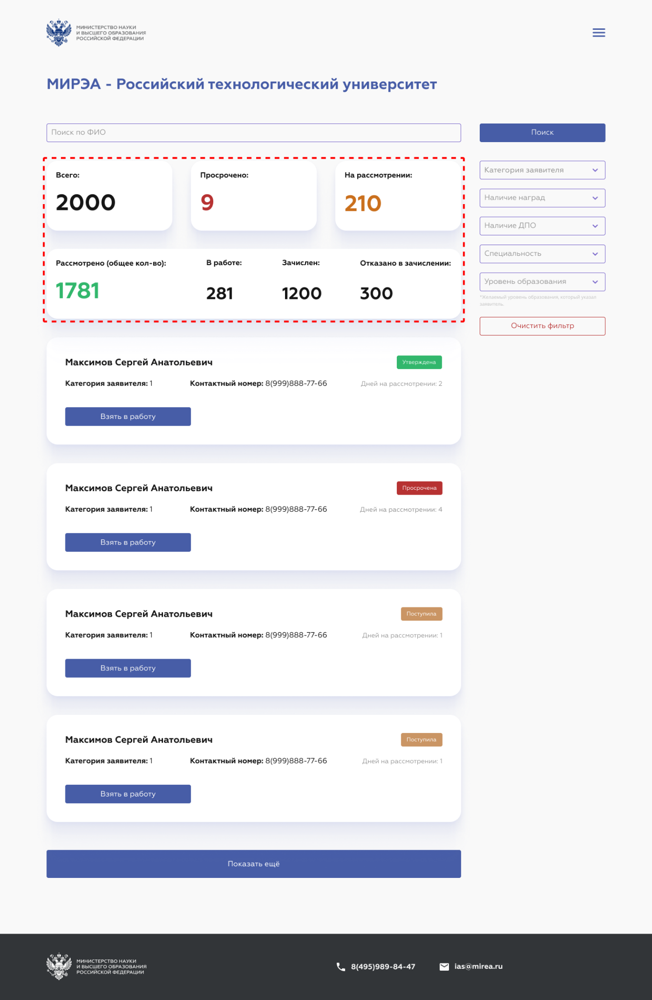 МИНИСТЕРСТВО НАУКИ
И ВЫСШЕГО ОБРАЗОВАНИЯ
РОССИЙСКОЙ ФЕДЕРАЦИИ
МИРЭА - Российский технологический университет
Поиск по ФИО
Поиск
Всего:
2000
Просрочено:
9
На рассмотрении:
210
Рассмотрено (общее кол-во):
1781
В работе:
281
Зачислен:
1200
Отказано в зачислении:
300
Категория заявителя
Наличие наград
Наличие ДПО
Специальность
Уровень образования
*Желаемый уровень образования, который указал
заявитель.
Очистить фильтр
Максимов Сергей Анатольевич
Утверждена
Категория заявителя: 1
Контактный номер: 8(999)888-77-66
Дней на рассмотрении: 2
Взять в работу
Максимов Сергей Анатольевич
Просрочена
Категория заявителя: 1
Контактный номер: 8(999)888-77-66
Дней на рассмотрении: 4
Взять в работу
Максимов Сергей Анатольевич
Поступила
Категория заявителя: 1
Контактный номер: 8(999)888-77-66
Дней на рассмотрении: 1
Взять в работу
Максимов Сергей Анатольевич
Поступила
Категория заявителя: 1
Контактный номер: 8(999)888-77-66
Дней на рассмотрении: 1
Взять в работу
Показать ещё
МИНИСТЕРСТВО НАУКИ
И ВЫСШЕГО ОБРАЗОВАНИЯ
РОССИЙСКОЙ ФЕДЕРАЦИИ
8(495)989-84-47
ias@mirea.ru